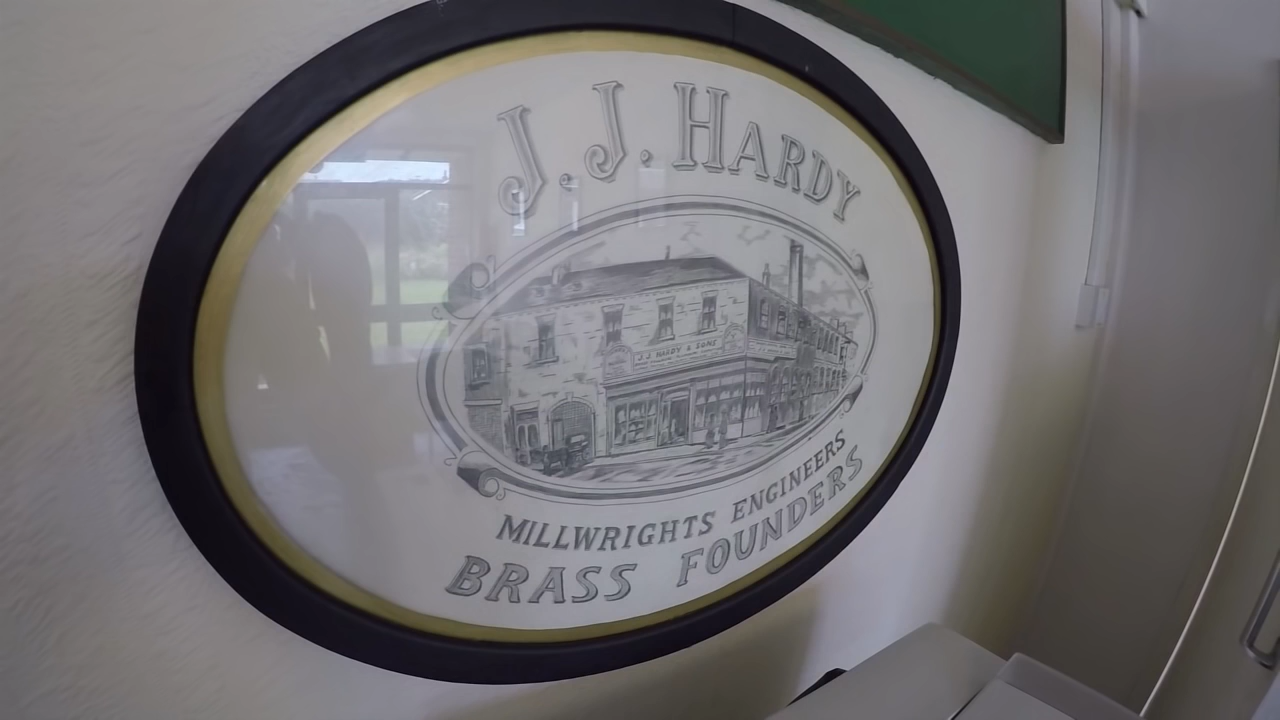 J. J. HARDY
J.J. HARDY & SONS
MILLWRIGHTS ENGINEERS
BRASS FOUNDERS